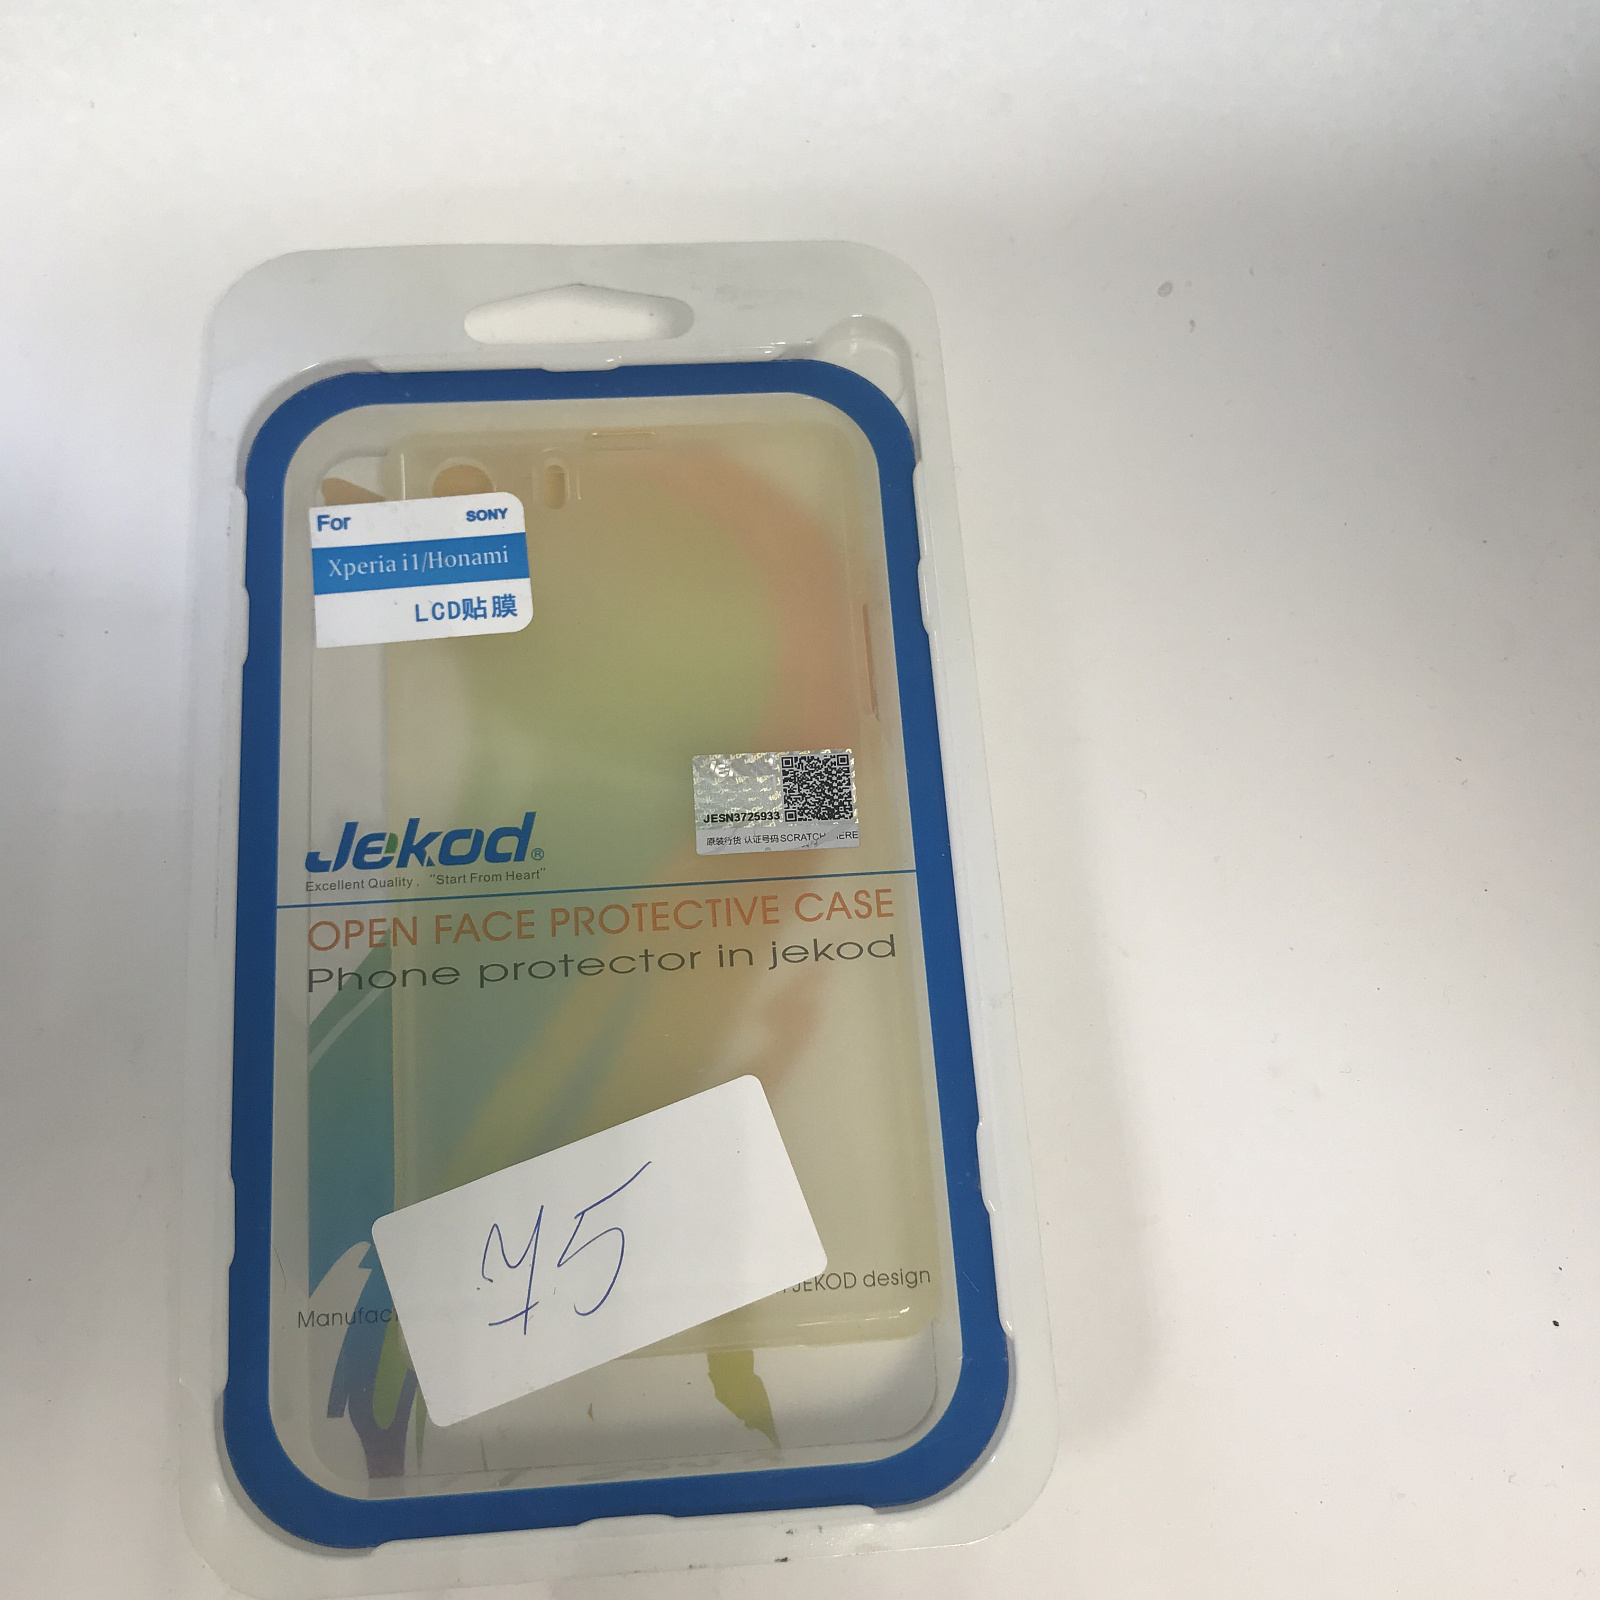 For SONY
Xperia i1/Honami
LCD贴膜
JESN3725933
原装行货 认证号码 SCRATCH HERE
Jekod®
Excellent Quality, "Start From Heart"
OPEN FACE PROTECTIVE CASE
Phone protector in jekod
75
JEKOD design